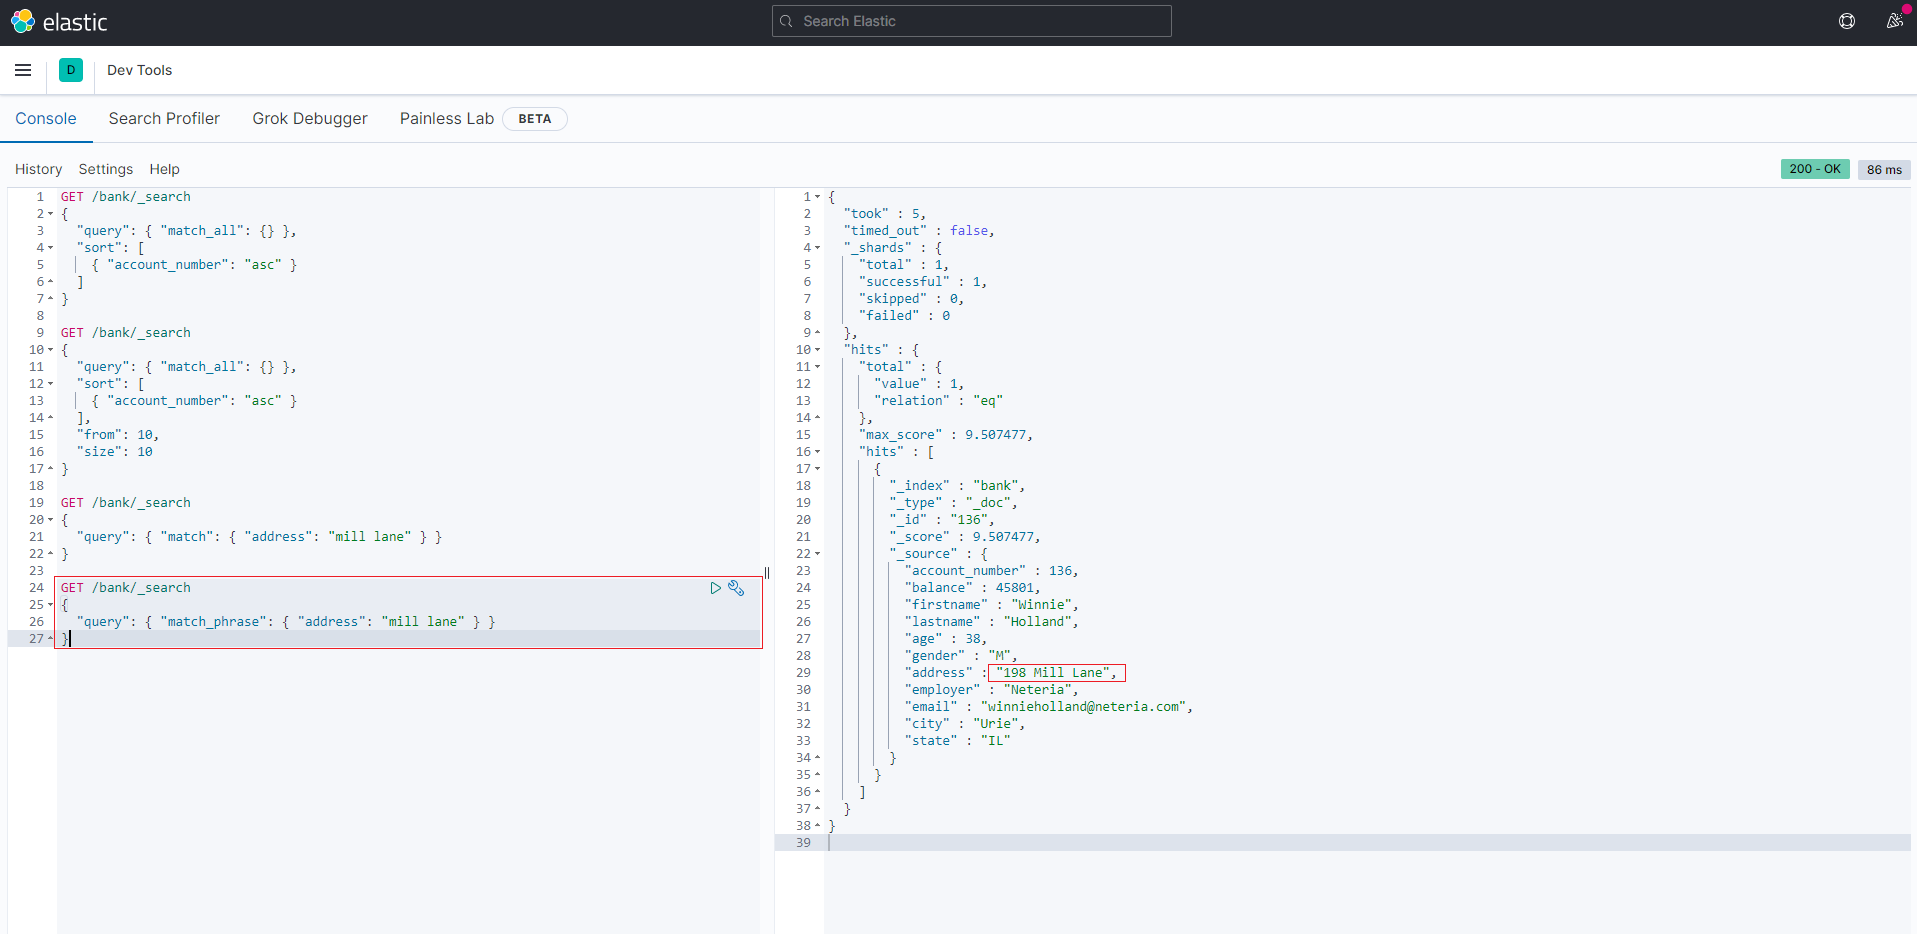 elastic
Search Elastic
D
Dev Tools
Console Search Profiler Grok Debugger Painless Lab BETA
History Settings Help
200 - OK 86 ms
1 GET /bank/_search
2 {
3 "query": { "match_all": {} },
4 "sort": [
5 { "account_number": "asc" }
6 ]
7 }
8
9 GET /bank/_search
10 {
11 "query": { "match_all": {} },
12 "sort": [
13 { "account_number": "asc" }
14 ],
15 "from": 10,
16 "size": 10
17 }
18
19 GET /bank/_search
20 {
21 "query": { "match": { "address": "mill lane" } }
22 }
23
24 GET /bank/_search
25 {
26 "query": { "match_phrase": { "address": "mill lane" } }
27 }
1 {
2 "took" : 5,
3 "timed_out" : false,
4 "_shards" : {
5 "total" : 1,
6 "successful" : 1,
7 "skipped" : 0,
8 "failed" : 0
9 },
10 "hits" : {
11 "total" : {
12 "value" : 1,
13 "relation" : "eq"
14 },
15 "max_score" : 9.507477,
16 "hits" : [
17 {
18 "_index" : "bank",
19 "_type" : "_doc",
20 "_id" : "136",
21 "_score" : 9.507477,
22 "_source" : {
23 "account_number" : 136,
24 "balance" : 45801,
25 "firstname" : "Winnie",
26 "lastname" : "Holland",
27 "age" : 38,
28 "gender" : "M",
29 "address" : "198 Mill Lane",
30 "employer" : "Neteria",
31 "email" : "winnieholland@neteria.com",
32 "city" : "Urie",
33 "state" : "IL"
34 }
35 }
36 ]
37 }
38 }
39